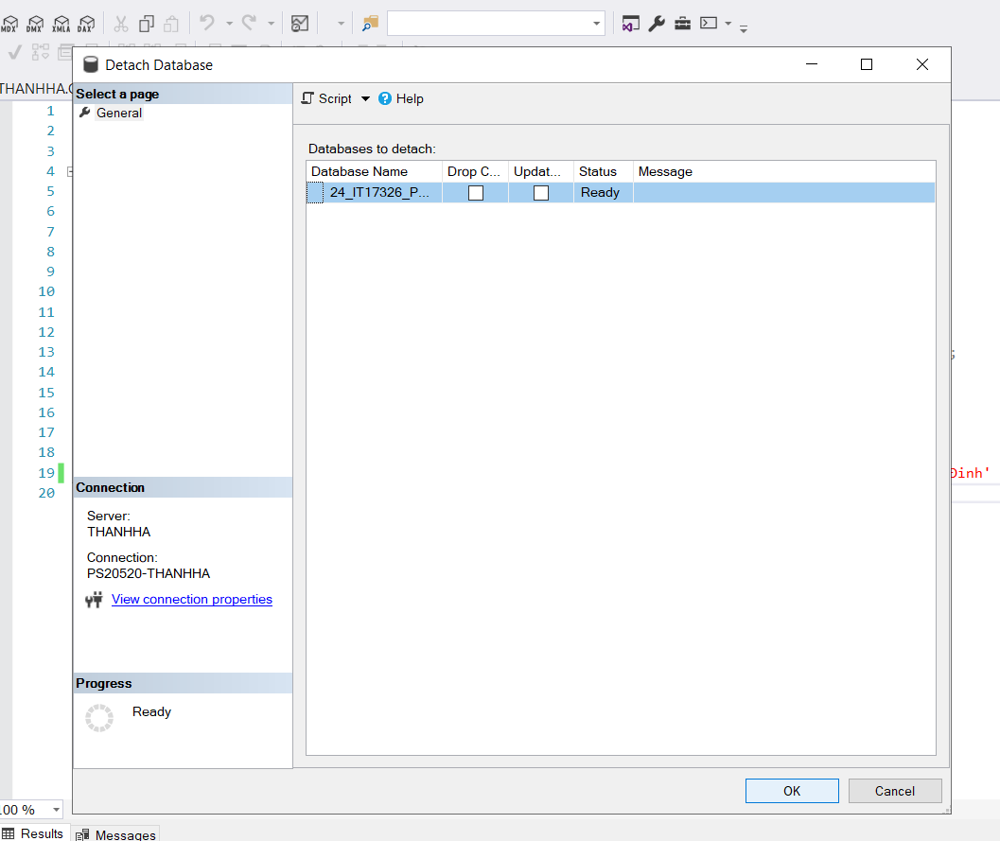 MDX DMX XMLA DAX
Detach Database
THANHHA.
Select a page
General
Script Help
Databases to detach:
Database Name Drop C... Updat... Status Message
24_IT17326_P... Ready
1
2
3
4
5
6
7
8
9
10
11
12
13
;
14
15
16
17
18
19
Đinh'
20
Connection
Server:
THANHHA
Connection:
PS20520-THANHHA
View connection properties
Progress
Ready
OK Cancel
100 %
Results Messages